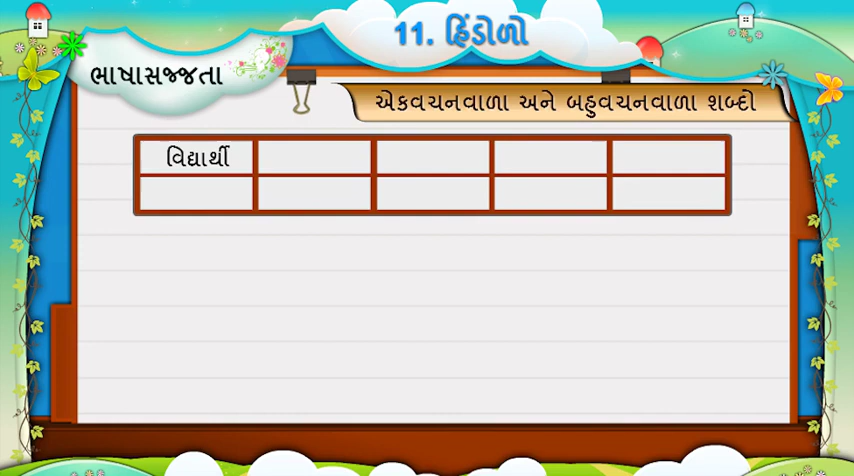 11. હિંડોળો
ભાષાસજ્જતા
એકવચનવાળા અને બહુવચનવાળા શબ્દો
વિદ્યાર્થી